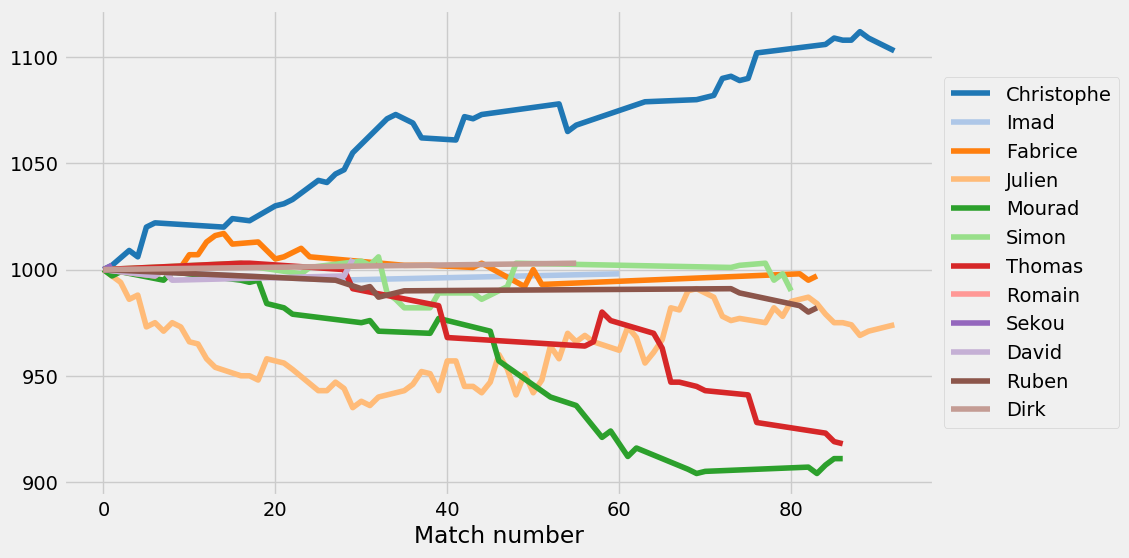 1100
1050
1000
950
900
0 20 40 60 80
Match number
Christophe
Imad
Fabrice
Julien
Mourad
Simon
Thomas
Romain
Sekou
David
Ruben
Dirk